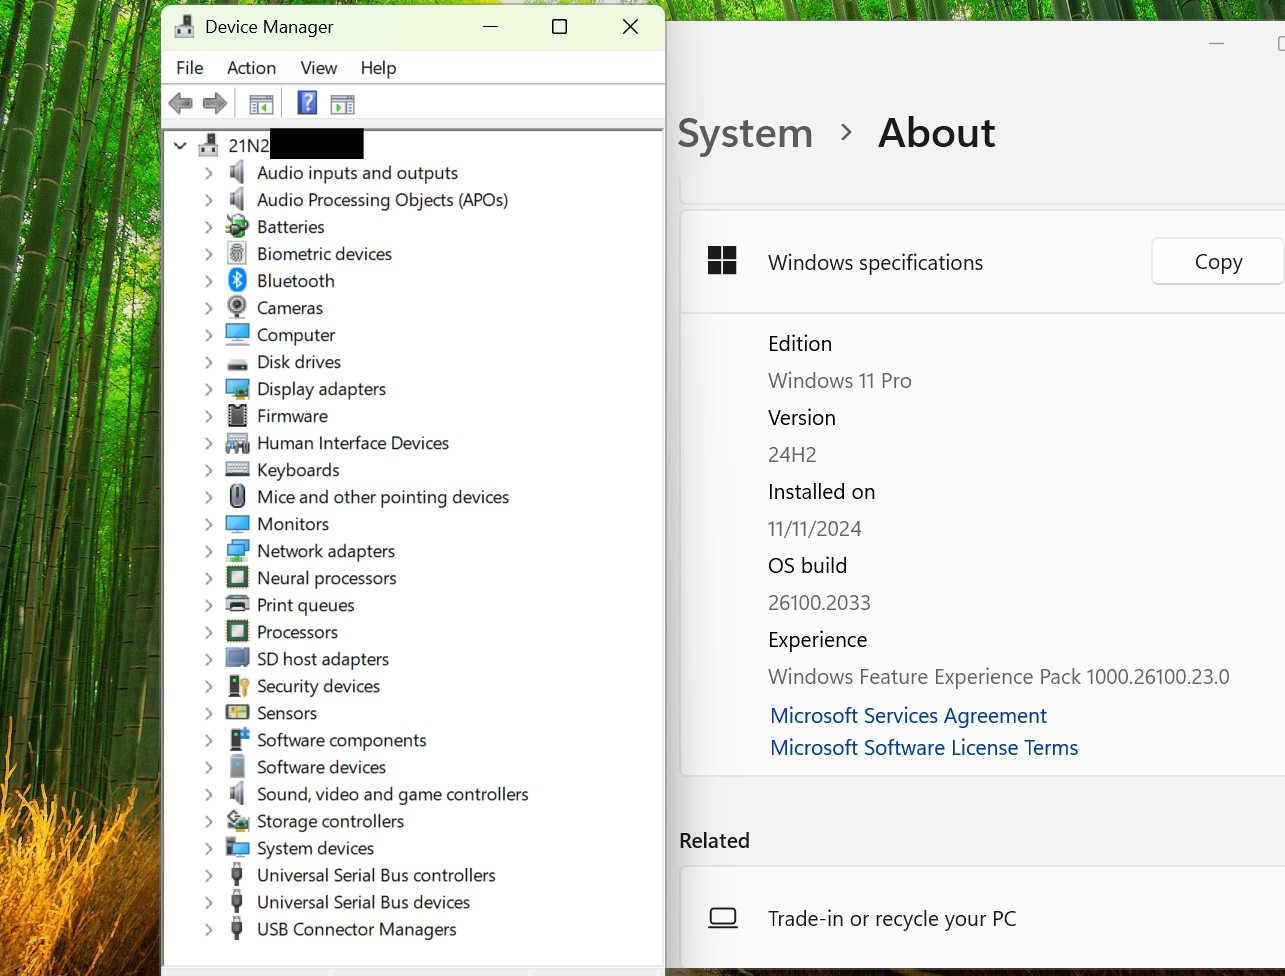 Device Manager
File Action View Help
21N2
Audio inputs and outputs
Audio Processing Objects (APOs)
Batteries
Biometric devices
Bluetooth
Cameras
Computer
Disk drives
Display adapters
Firmware
Human Interface Devices
Keyboards
Mice and other pointing devices
Monitors
Network adapters
Neural processors
Print queues
Processors
SD host adapters
Security devices
Sensors
Software components
Software devices
Sound, video and game controllers
Storage controllers
System devices
Universal Serial Bus controllers
Universal Serial Bus devices
USB Connector Managers
System > About
Windows specifications
Copy
Edition
Windows 11 Pro
Version
24H2
Installed on
11/11/2024
OS build
26100.2033
Experience
Windows Feature Experience Pack 1000.26100.23.0
Microsoft Services Agreement
Microsoft Software License Terms
Related
Trade-in or recycle your PC